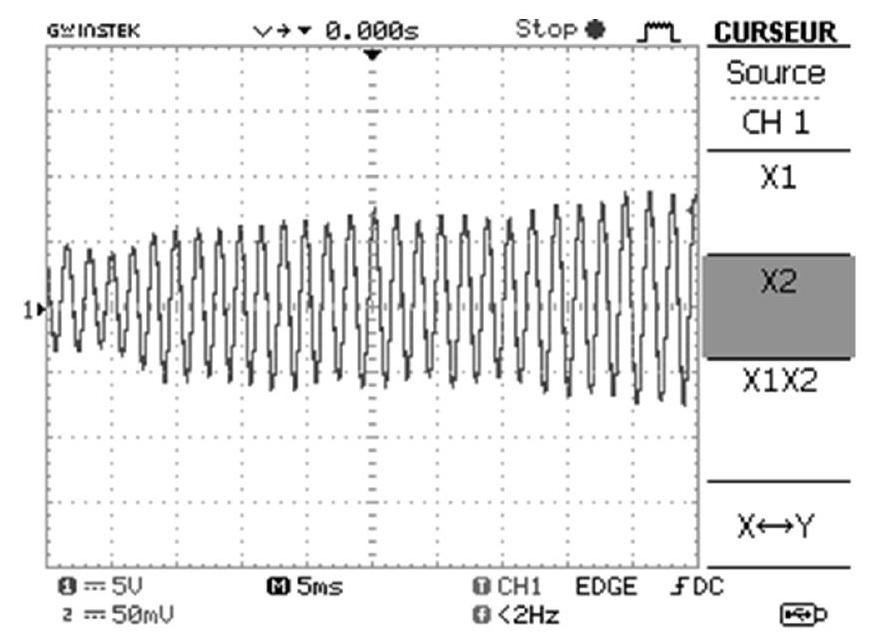 GWINSTEK 0.000s Stop CURSEUR
Source
CH 1
X1
X2
X1X2
X↔Y
1
1 5V M 5ms T CH1 EDGE DC
2 50mV f <2Hz